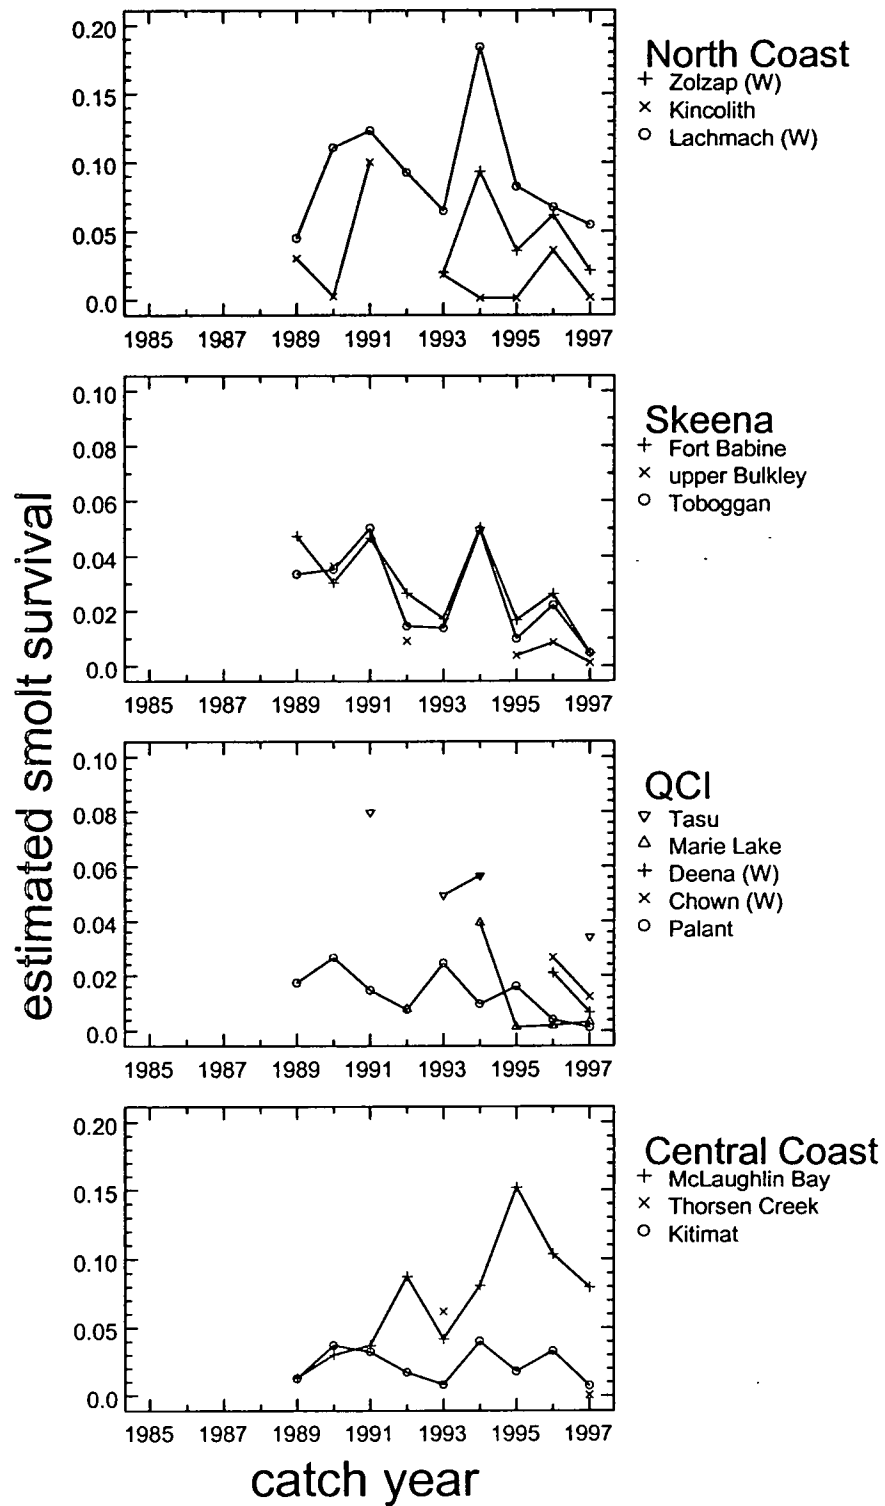 estimated smolt survival
0.20
0.15
0.10
0.05
0.0
1985 1987 1989 1991 1993 1995 1997
North Coast
+ Zolzap (W)
× Kincolith
○ Lachmach (W)
0.10
0.08
0.06
0.04
0.02
0.0
1985 1987 1989 1991 1993 1995 1997
Skeena
+ Fort Babine
× upper Bulkley
○ Toboggan
0.10
0.08
0.06
0.04
0.02
0.0
1985 1987 1989 1991 1993 1995 1997
QCI
▽ Tasu
△ Marie Lake
+ Deena (W)
× Chown (W)
○ Palant
0.20
0.15
0.10
0.05
0.0
1985 1987 1989 1991 1993 1995 1997
Central Coast
+ McLaughlin Bay
× Thorsen Creek
○ Kitimat
catch year